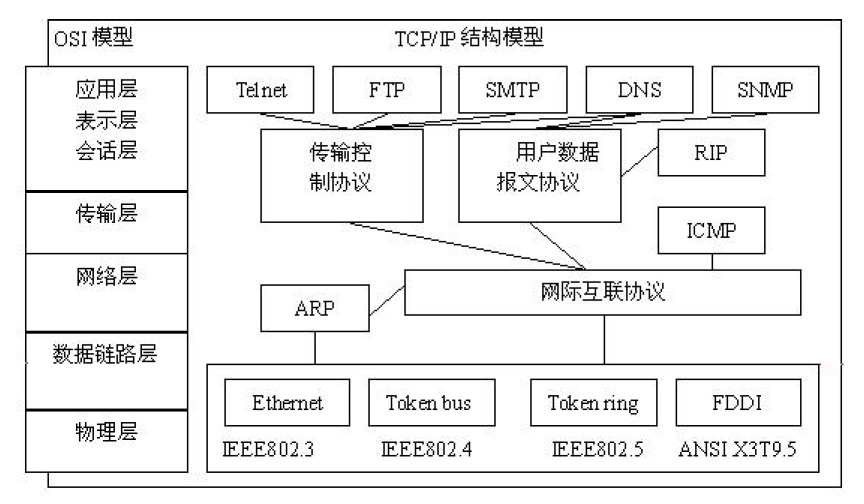 OSI 模型
TCP/IP 结构模型
应用层
表示层
会话层
传输层
网络层
数据链路层
物理层
Telnet
FTP
SMTP
DNS
SNMP
传输控
制协议
用户数据
报文协议
RIP
ICMP
ARP
网际互联协议
Ethernet
Token bus
Token ring
FDDI
IEEE802.3
IEEE802.4
IEEE802.5
ANSI X3T9.5